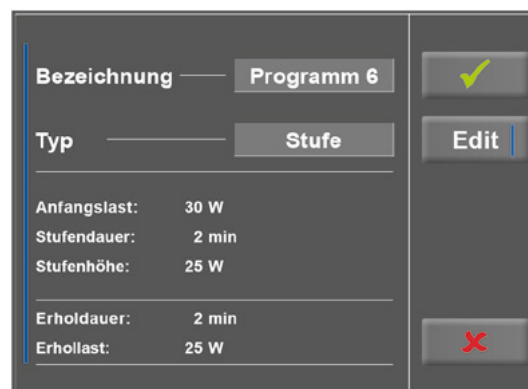 Bezeichnung Programm 6
Typ Stufe
Edit
Anfangslast: 30 W
Stufendauer: 2 min
Stufenhöhe: 25 W
Erholdauer: 2 min
Erhollast: 25 W